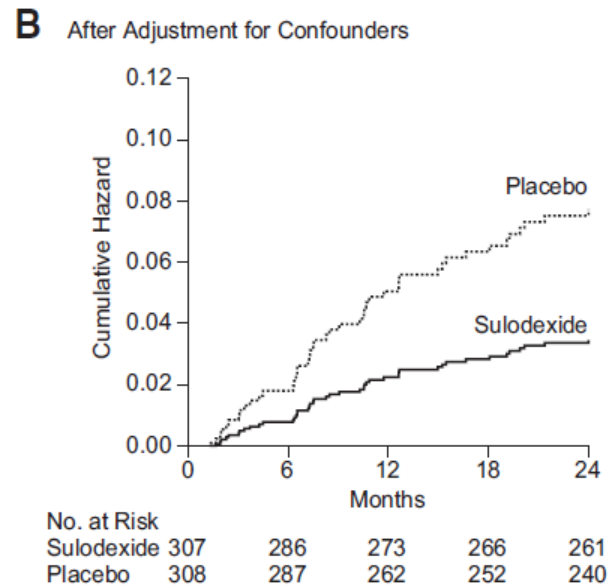 B After Adjustment for Confounders
0.12
0.10
0.08
0.06
0.04
0.02
0.00
Cumulative Hazard
Placebo
Sulodexide
0 6 12 18 24
Months
No. at Risk
Sulodexide 307 286 273 266 261
Placebo 308 287 262 252 240